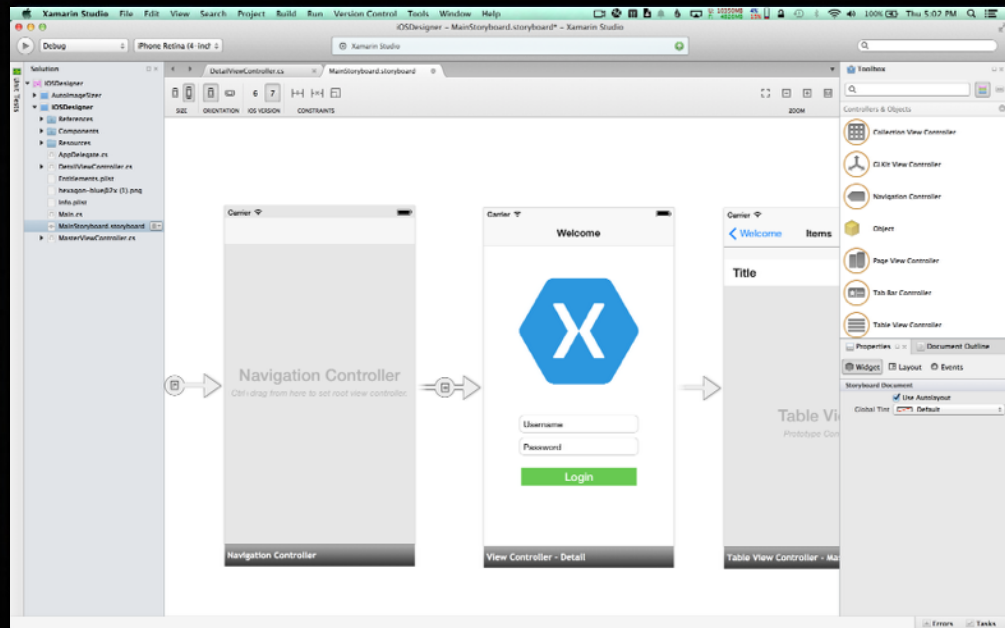 Xamarin Studio File Edit View Search Project Build Run Version Control Tools Window Help
100% Thu 5:02 PM
iOSDesigner – MainStoryboard.storyboard* – Xamarin Studio
Debug iPhone Retina (4-inch Xamarin Studio
Solution
Unit Tests
iOSDesigner
AutoImageSizer
iOSDesigner
References
Components
Resources
AppDelegate.cs
DetailViewController.cs
Entitlements.plist
hexagon-blue@2x (1).png
Info.plist
Main.cs
MainStoryboard.storyboard
MasterViewController.cs
DetailViewController.cs MainStoryboard.storyboard
6 7
SIZE ORIENTATION iOS VERSION CONSTRAINTS ZOOM
Carrier
Navigation Controller
Ctrl+drag from here to set root view controller.
Navigation Controller
Carrier
Welcome
X
Username
Password
Login
View Controller - Detail
Carrier
Welcome Items
Title
Table Vi
Prototype Con
Table View Controller - Mas
Toolbox
Controllers & Objects
Collection View Controller
GLKit View Controller
Navigation Controller
Object
Page View Controller
Tab Bar Controller
Table View Controller
Properties Document Outline
Widget Layout Events
Storyboard Document
Use Autolayout
Global Tint Default
Errors Tasks